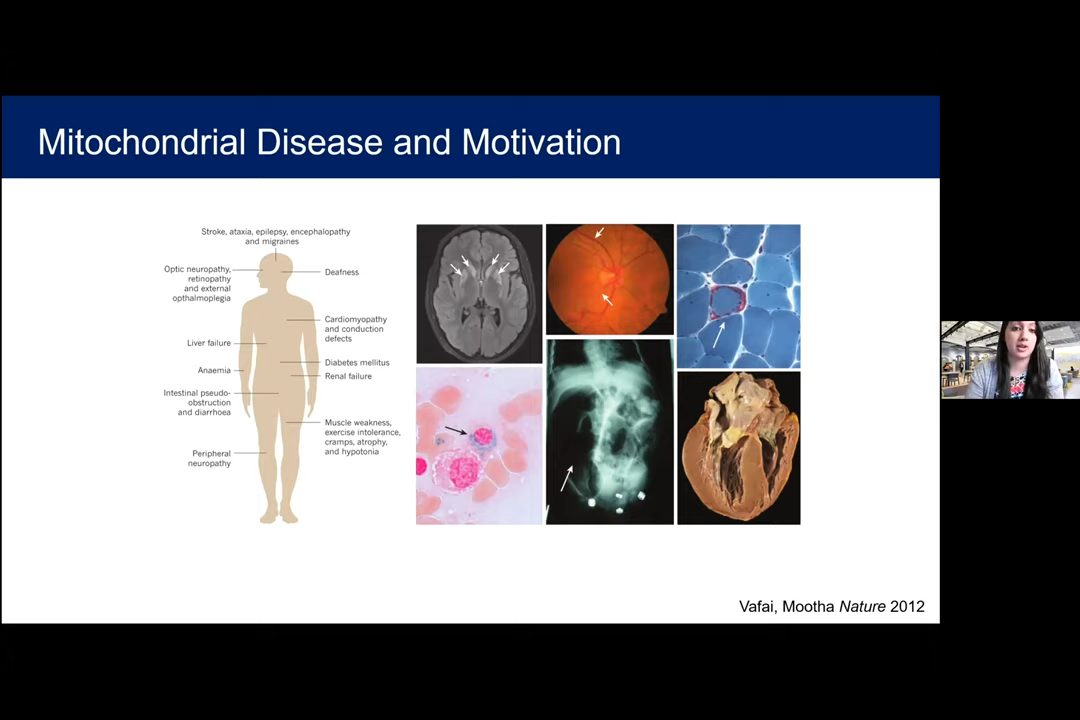 Mitochondrial Disease and Motivation
Stroke, ataxia, epilepsy, encephalopathy
and migraines
Optic neuropathy,
retinopathy
and external
opthalmoplegia
Deafness
Cardiomyopathy
and conduction
defects
Liver failure
Diabetes mellitus
Anaemia
Renal failure
Intestinal pseudo-
obstruction
and diarrhoea
Muscle weakness,
exercise intolerance,
cramps, atrophy,
and hypotonia
Peripheral
neuropathy
Vafai, Mootha Nature 2012